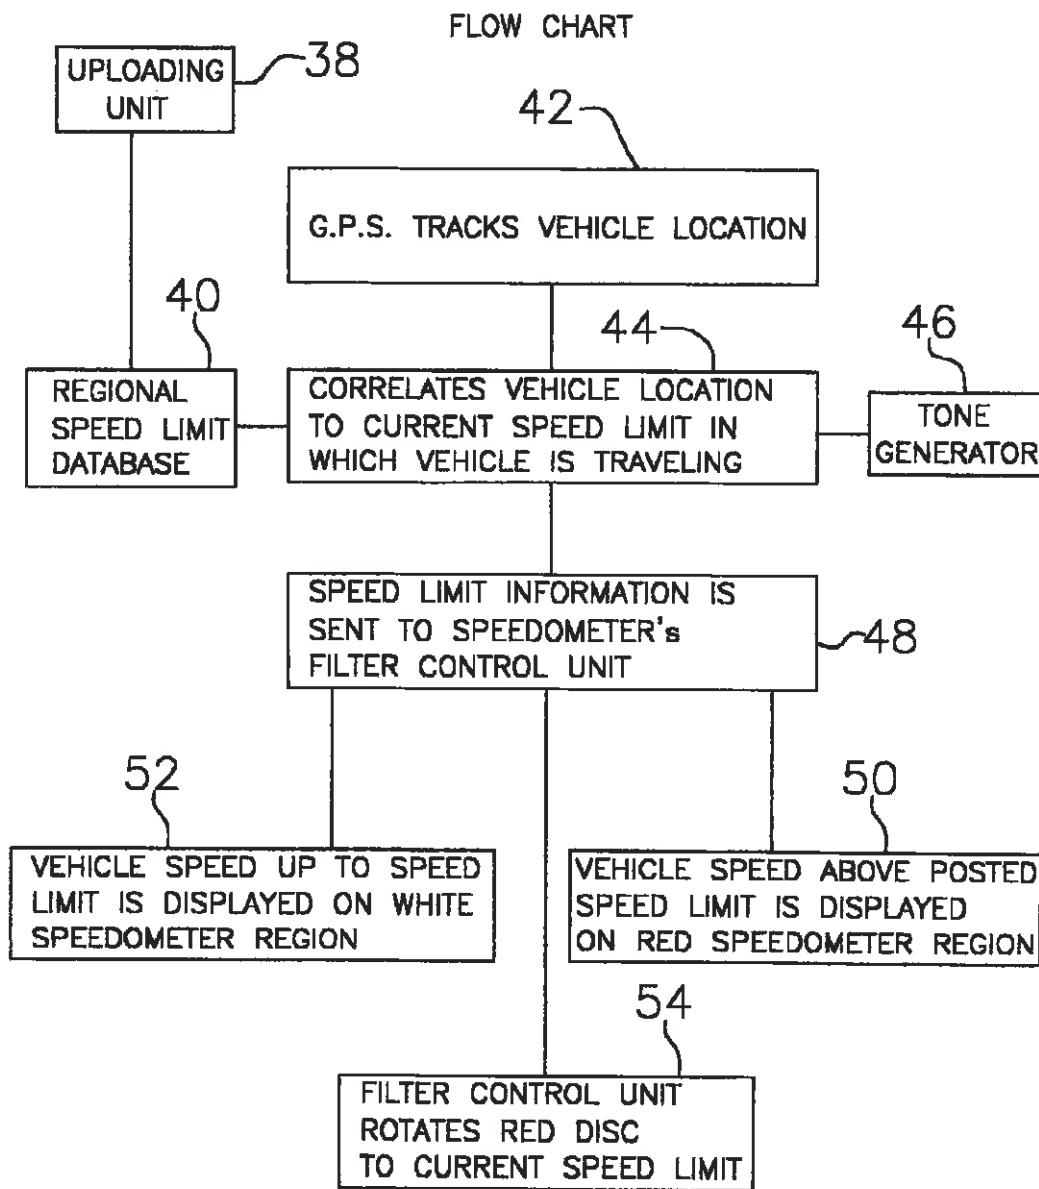 FLOW CHART
UPLOADING
UNIT
38
42
G.P.S. TRACKS VEHICLE LOCATION
40
REGIONAL
SPEED LIMIT
DATABASE
44
CORRELATES VEHICLE LOCATION
TO CURRENT SPEED LIMIT IN
WHICH VEHICLE IS TRAVELING
46
TONE
GENERATOR
SPEED LIMIT INFORMATION IS
SENT TO SPEEDOMETER's
FILTER CONTROL UNIT
48
52
VEHICLE SPEED UP TO SPEED
LIMIT IS DISPLAYED ON WHITE
SPEEDOMETER REGION
50
VEHICLE SPEED ABOVE POSTED
SPEED LIMIT IS DISPLAYED
ON RED SPEEDOMETER REGION
54
FILTER CONTROL UNIT
ROTATES RED DISC
TO CURRENT SPEED LIMIT